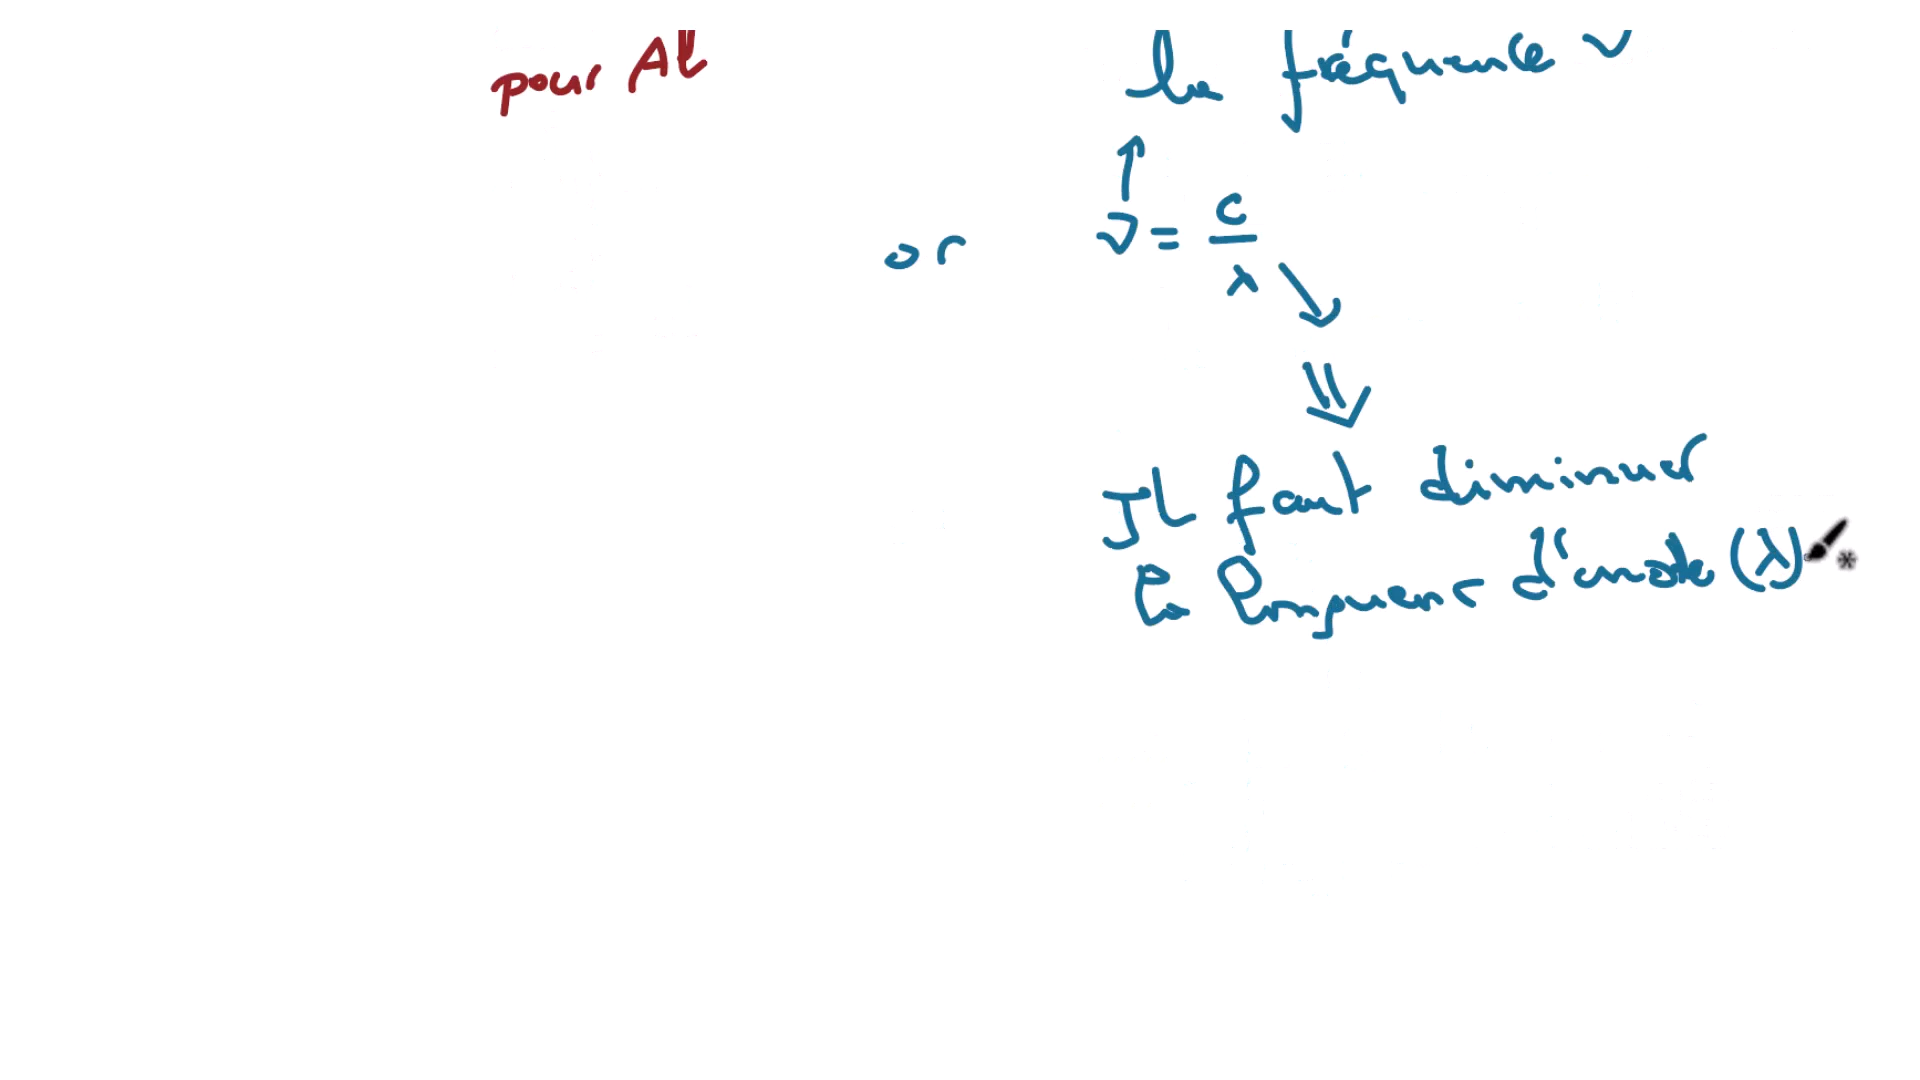 pour Al
la fréquence ν
or ν = c / λ
Il faut diminuer
la longueur d'onde (λ)